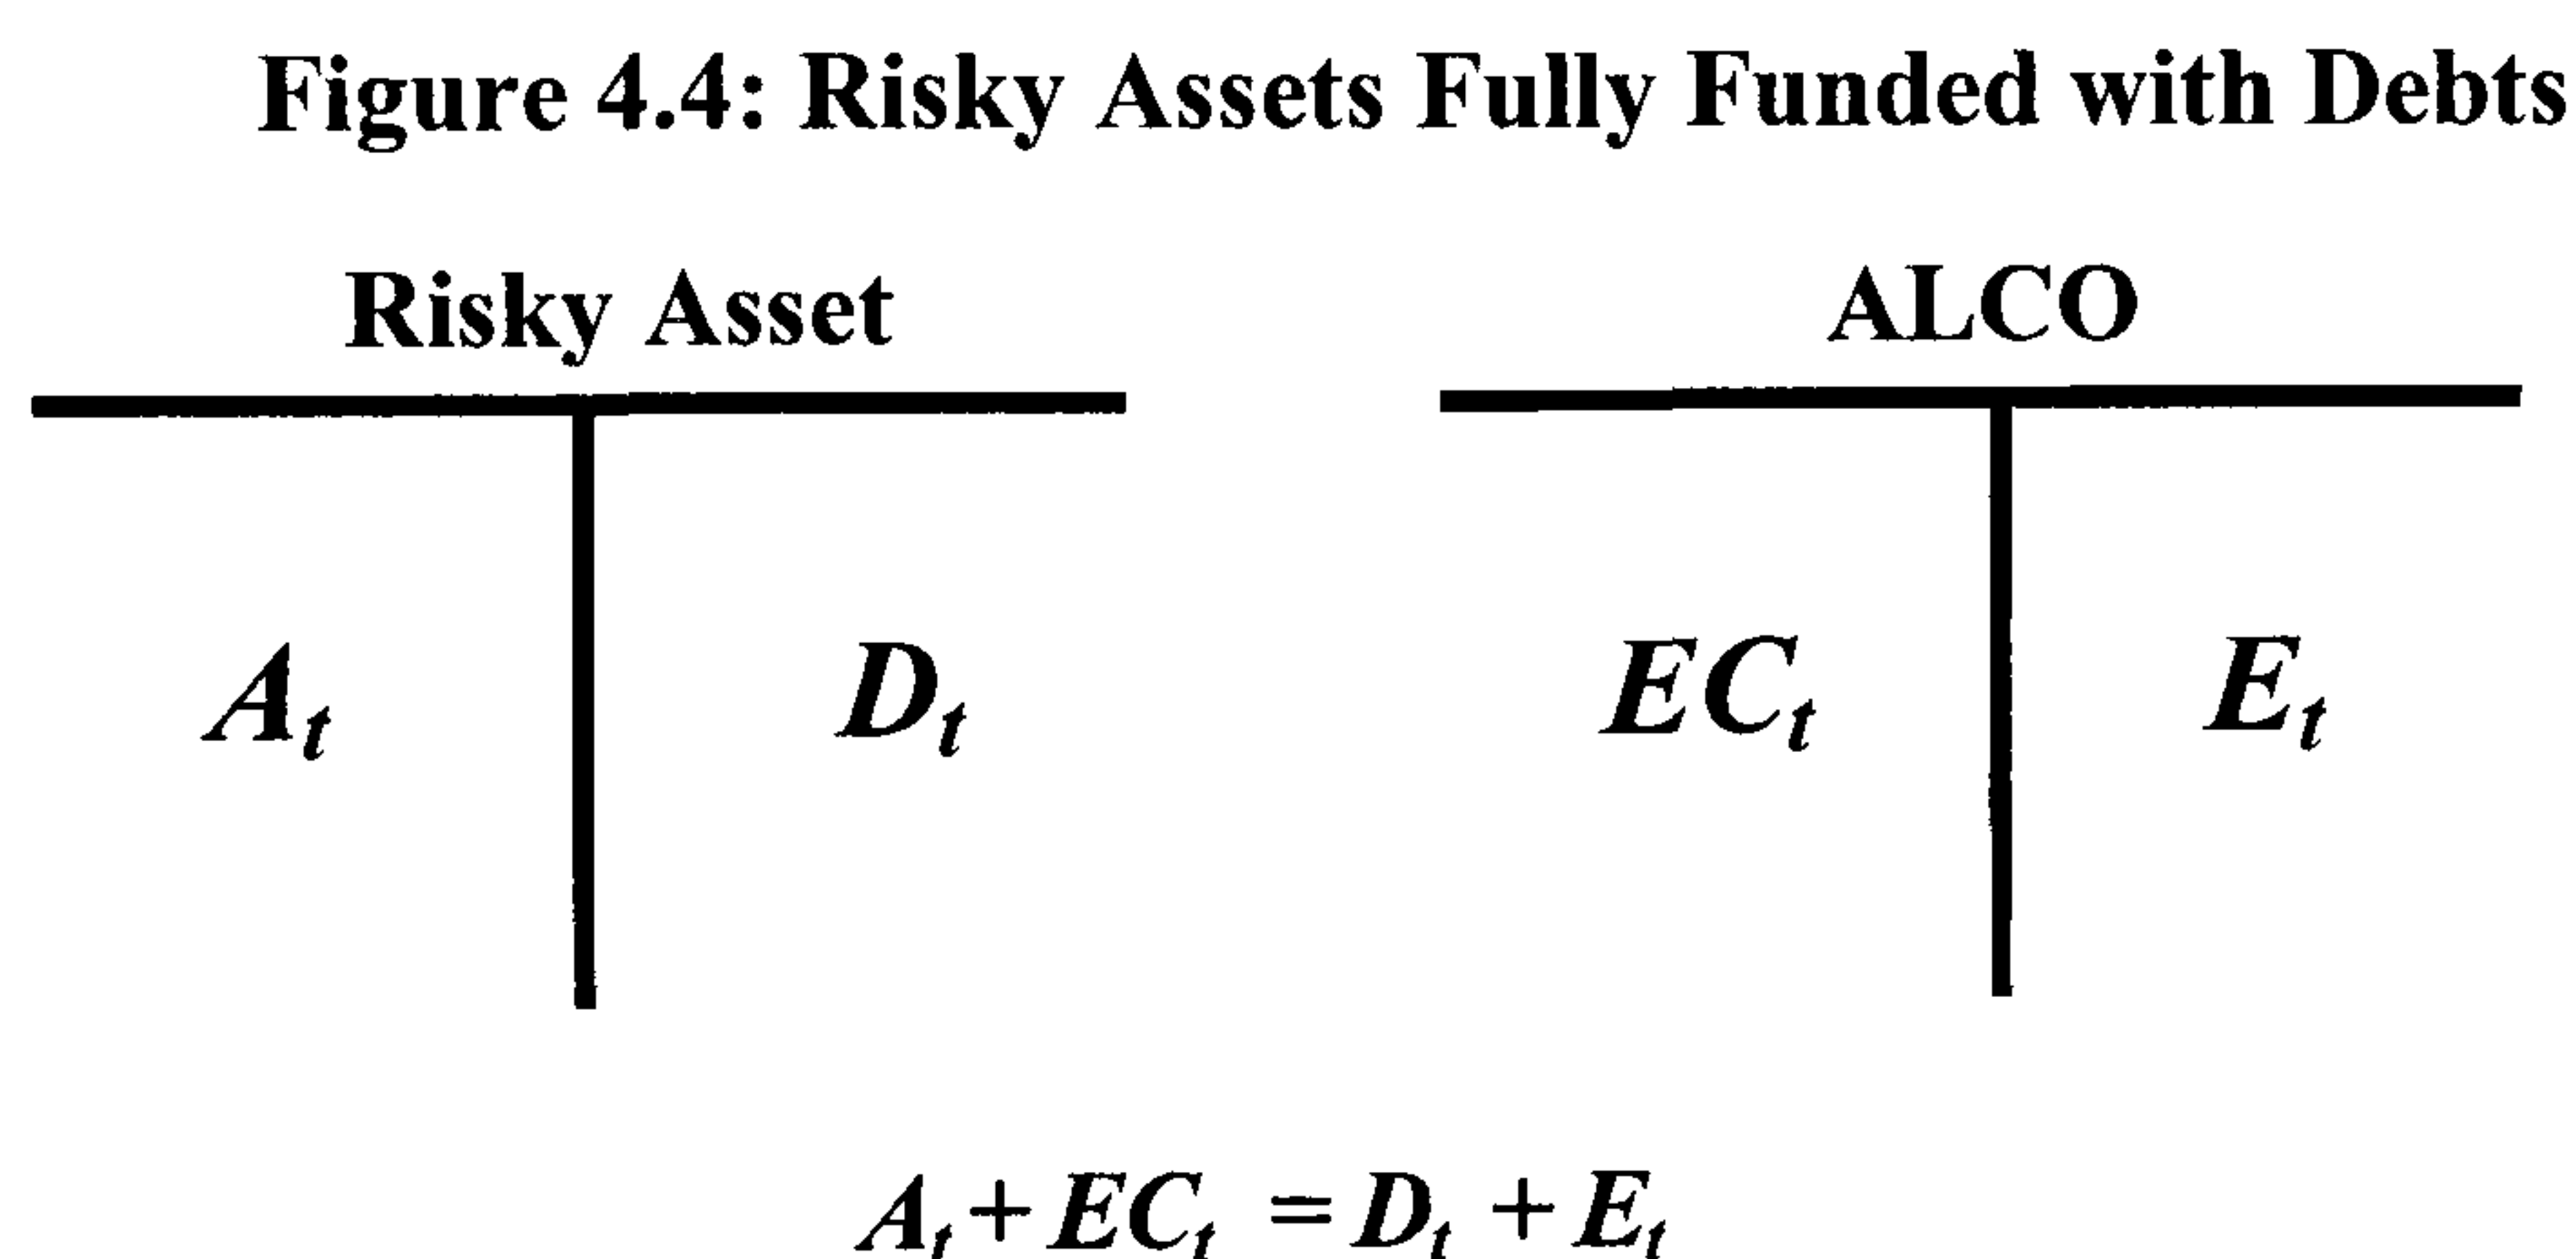 Figure 4.4: Risky Assets Fully Funded with Debts
Risky Asset
ALCO
A_t D_t
EC_t E_t
A_t + EC_t = D_t + E_t